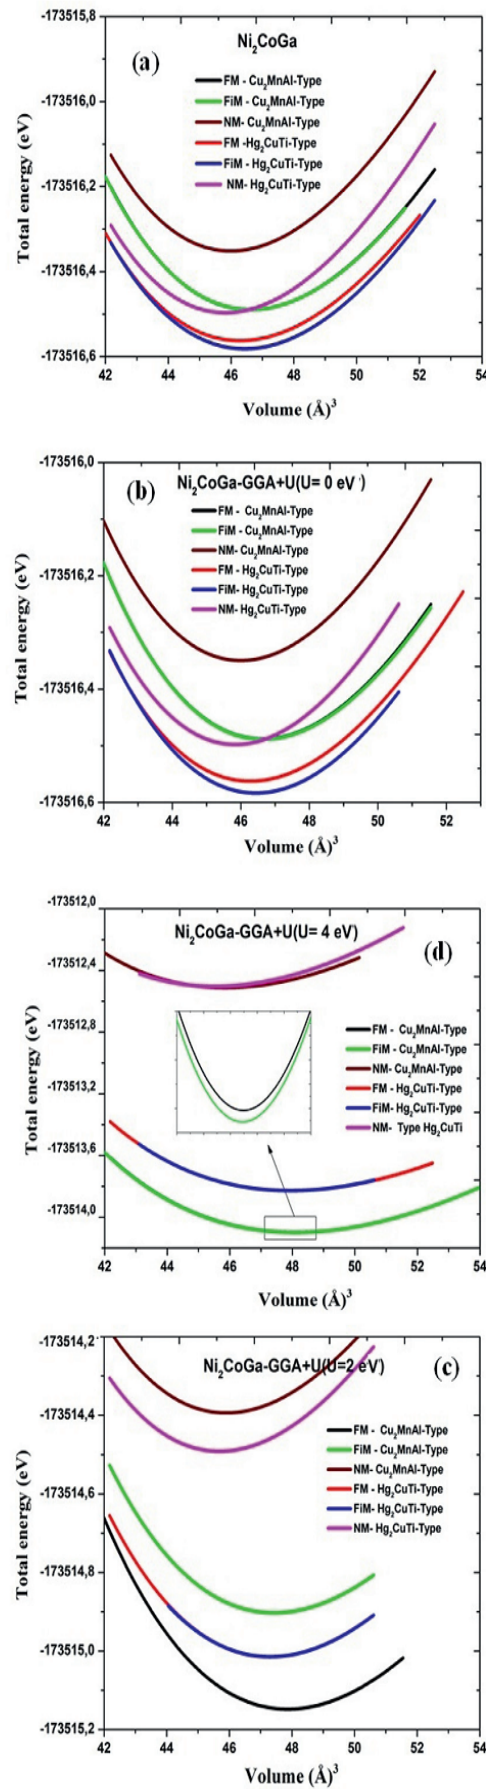 -173515,8
-173516,0
-173516,2
-173516,4
-173516,6
Total energy (eV)
(a)
Ni₂CoGa
FM - Cu₂MnAl-Type
FiM - Cu₂MnAl-Type
NM- Cu₂MnAl-Type
FM -Hg₂CuTi-Type
FiM - Hg₂CuTi-Type
NM- Hg₂CuTi-Type
42 44 46 48 50 52 54
Volume (Å)³
-173516,0
-173516,2
-173516,4
-173516,6
Total energy (eV)
(b)
Ni₂CoGa-GGA+U(U= 0 eV)
FM - Cu₂MnAl-Type
FiM - Cu₂MnAl-Type
NM- Cu₂MnAl-Type
FM - Hg₂CuTi-Type
FiM- Hg₂CuTi-Type
NM- Hg₂CuTi-Type
42 44 46 48 50 52
Volume (Å)³
-173512,0
-173512,4
-173512,8
-173513,2
-173513,6
-173514,0
Total energy (eV)
Ni₂CoGa-GGA+U(U= 4 eV)
(d)
FM - Cu₂MnAl-Type
FiM - Cu₂MnAl-Type
NM- Cu₂MnAl-Type
FM - Hg₂CuTi-Type
FiM- Hg₂CuTi-Type
NM- Type Hg₂CuTi
42 44 46 48 50 52 54
Volume (Å)³
-173514,2
-173514,4
-173514,6
-173514,8
-173515,0
-173515,2
Total energy (eV)
Ni₂CoGa-GGA+U(U=2 eV)
(c)
FM - Cu₂MnAl-Type
FiM - Cu₂MnAl-Type
NM- Cu₂MnAl-Type
FM - Hg₂CuTi-Type
FiM- Hg₂CuTi-Type
NM- Hg₂CuTi-Type
42 44 46 48 50 52 54
Volume (Å)³